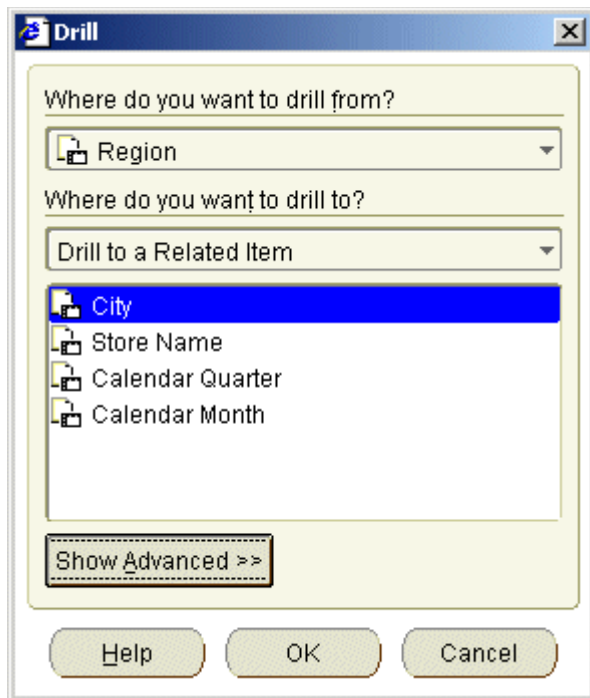 Drill
Where do you want to drill from?
Region
Where do you want to drill to?
Drill to a Related Item
City
Store Name
Calendar Quarter
Calendar Month
Show Advanced >>
Help OK Cancel